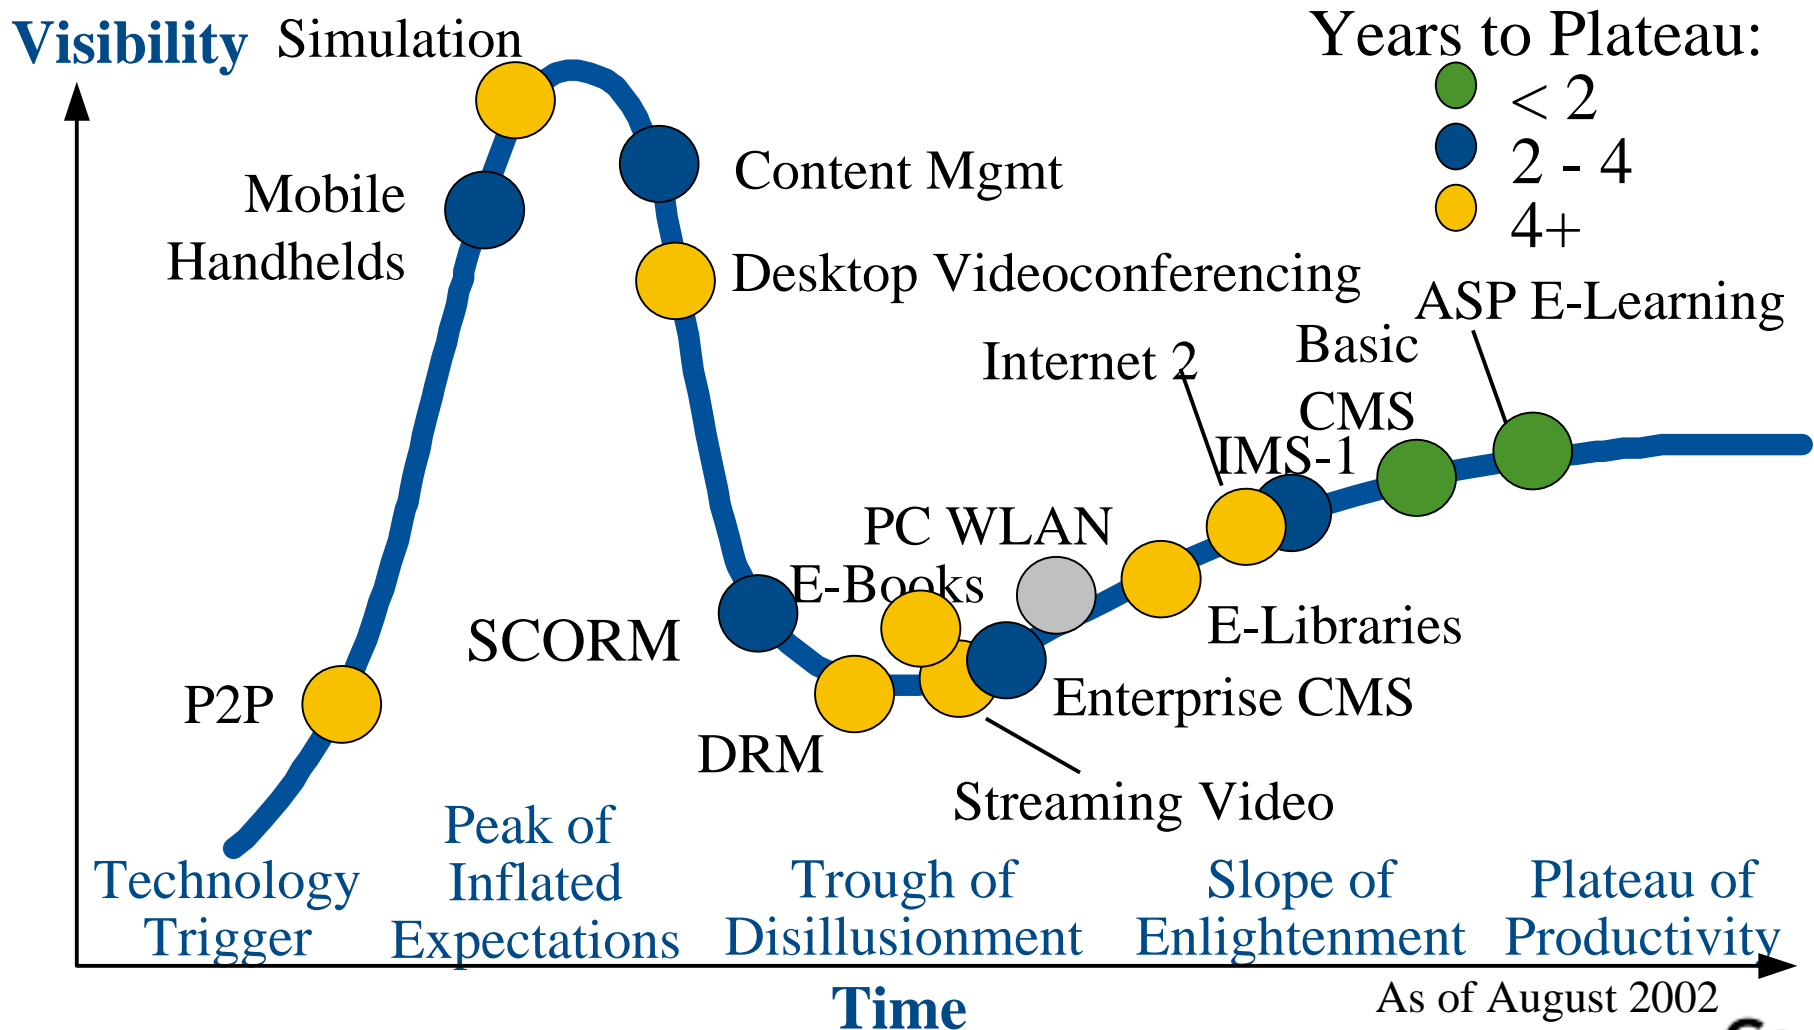 Visibility
Simulation
Years to Plateau:
< 2
2 - 4
4+
Mobile
Handhelds
Content Mgmt
Desktop Videoconferencing
ASP E-Learning
Internet 2
Basic
CMS
IMS-1
PC WLAN
E-Books
SCORM
E-Libraries
P2P
Enterprise CMS
DRM
Streaming Video
Technology
Trigger
Peak of
Inflated
Expectations
Trough of
Disillusionment
Slope of
Enlightenment
Plateau of
Productivity
Time
As of August 2002